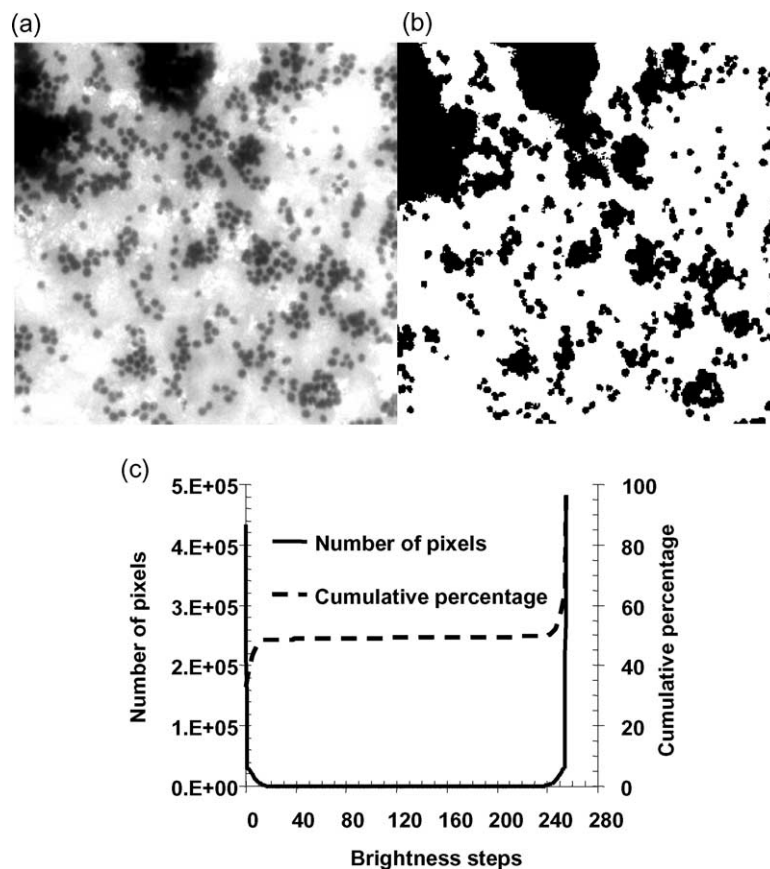 (a)
(b)
(c)
5.E+05
4.E+05
3.E+05
2.E+05
1.E+05
0.E+00
Number of pixels
100
80
60
40
20
0
Cumulative percentage
Number of pixels
Cumulative percentage
0 40 80 120 160 200 240 280
Brightness steps